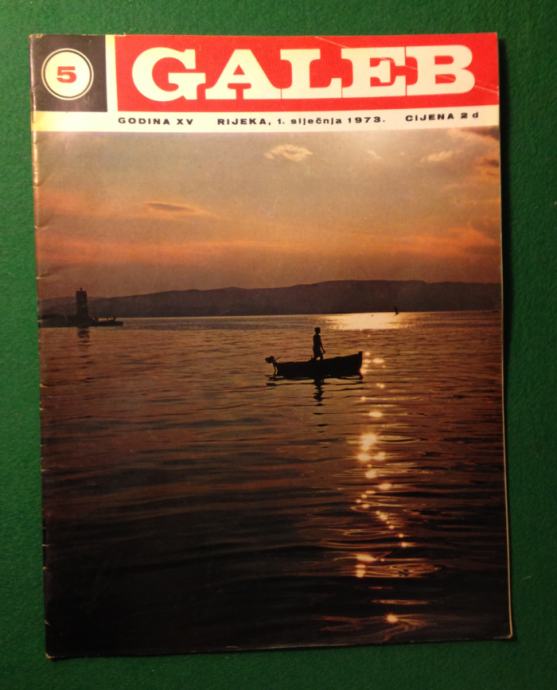 5
GALEB
GODINA XV RIJEKA, 1. siječnja 1973. CIJENA 2 d